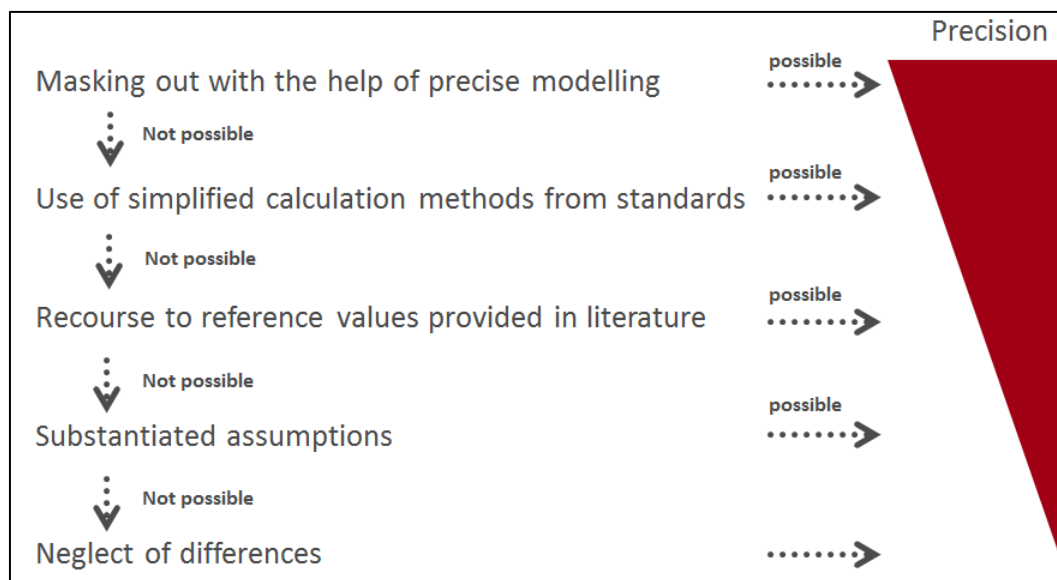 Precision
possible
Masking out with the help of precise modelling
Not possible
possible
Use of simplified calculation methods from standards
Not possible
possible
Recourse to reference values provided in literature
Not possible
possible
Substantiated assumptions
Not possible
Neglect of differences